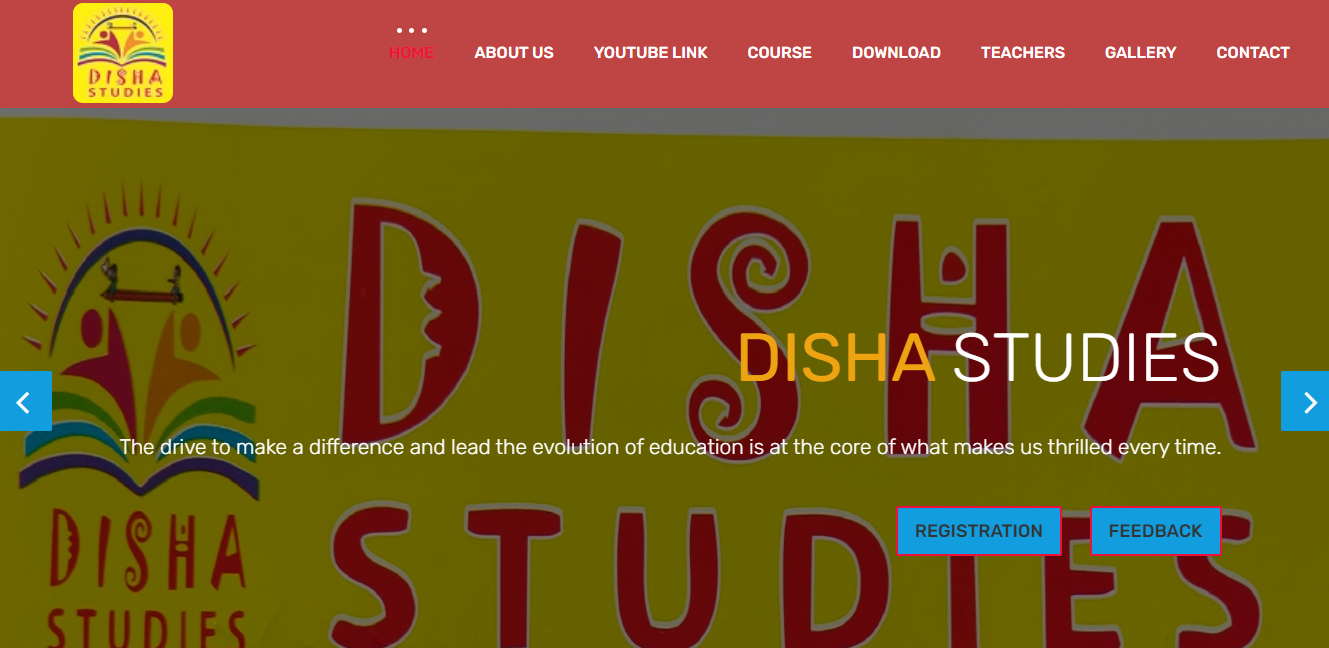 DISHA
STUDIES
HOME
ABOUT US
YOUTUBE LINK
COURSE
DOWNLOAD
TEACHERS
GALLERY
CONTACT
DISHA
STUDIES
DISHA
STUDIES
DISHA STUDIES
The drive to make a difference and lead the evolution of education is at the core of what makes us thrilled every time.
REGISTRATION
FEEDBACK